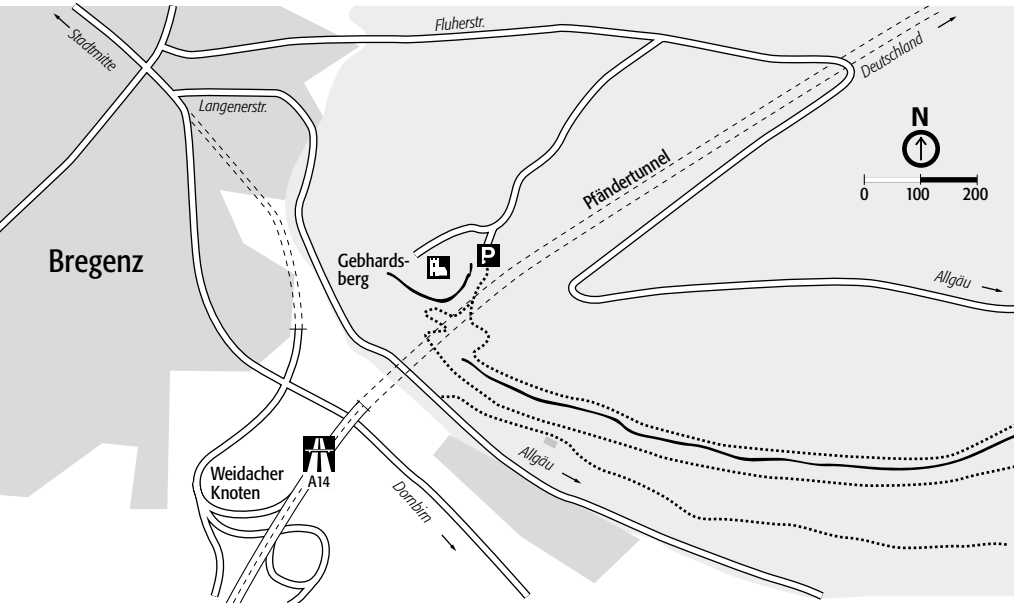 Stadtmitte
Fluherstr.
Deutschland
Langenerstr.
N
0 100 200
Pfändertunnel
P
Bregenz
Gebhards-
berg
Allgäu
Allgäu
Weidacher
Knoten
A14
Dornbirn